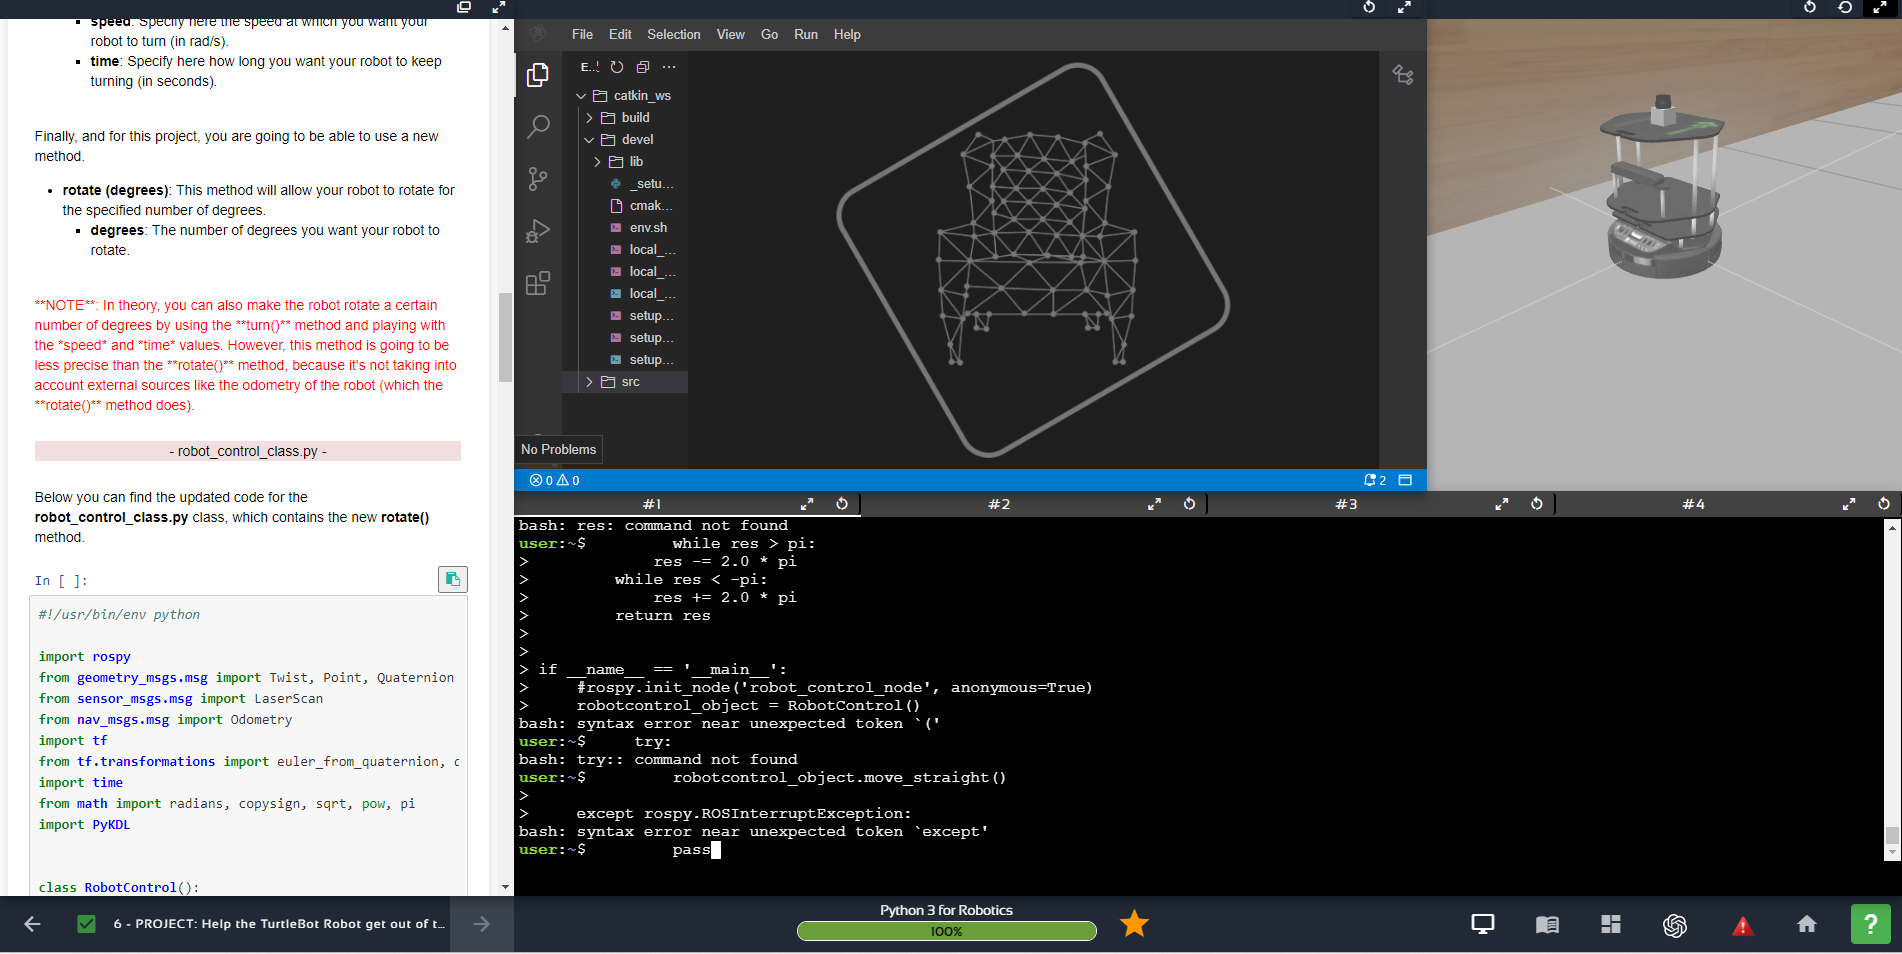 speed: Specify here the speed at which you want your
robot to turn (in rad/s).
time: Specify here how long you want your robot to keep
turning (in seconds).
Finally, and for this project, you are going to be able to use a new
method.
rotate (degrees): This method will allow your robot to rotate for
the specified number of degrees.
degrees: The number of degrees you want your robot to
rotate.
**NOTE**: In theory, you can also make the robot rotate a certain
number of degrees by using the **turn()** method and playing with
the *speed* and *time* values. However, this method is going to be
less precise than the **rotate()** method, because it's not taking into
account external sources like the odometry of the robot (which the
**rotate()** method does).
- robot_control_class.py -
Below you can find the updated code for the
robot_control_class.py class, which contains the new rotate()
method.
In [ ]:
#!/usr/bin/env python
import rospy
from geometry_msgs.msg import Twist, Point, Quaternion
from sensor_msgs.msg import LaserScan
from nav_msgs.msg import Odometry
import tf
from tf.transformations import euler_from_quaternion,
import time
from math import radians, copysign, sqrt, pow, pi
import PyKDL
class RobotControl():
File Edit Selection View Go Run Help
E...
catkin_ws
build
devel
lib
_setu...
cmak...
env.sh
local_...
local_...
local_...
setup...
setup...
setup...
src
No Problems
0 0
2
#1
#2
#3
#4
bash: res: command not found
user:~$ while res > pi:
> res -= 2.0 * pi
> while res < -pi:
> res += 2.0 * pi
> return res
>
>
> if __name__ == '__main__':
> #rospy.init_node('robot_control_node', anonymous=True)
> robotcontrol_object = RobotControl()
bash: syntax error near unexpected token `('
user:~$ try:
bash: try:: command not found
user:~$ robotcontrol_object.move_straight()
>
> except rospy.ROSInterruptException:
bash: syntax error near unexpected token `except'
user:~$ pass
6 - PROJECT: Help the TurtleBot Robot get out of t...
Python 3 for Robotics
100%
?